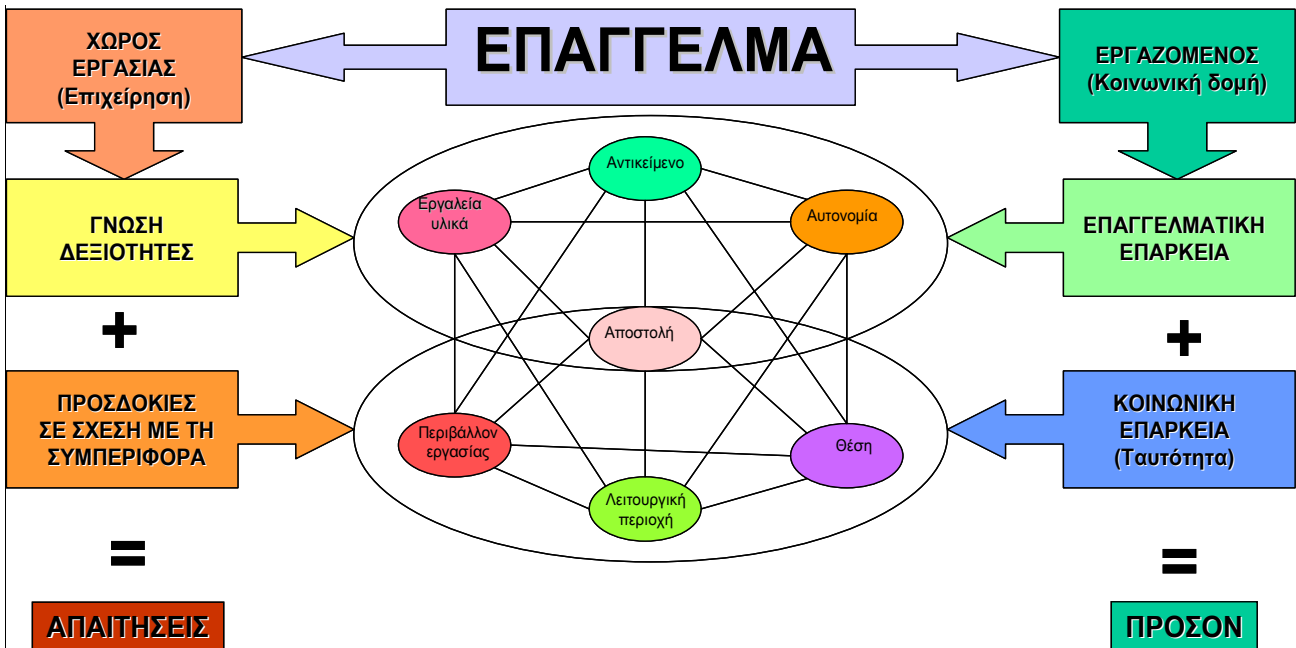 ΕΠΑΓΓΕΛΜΑ
ΧΩΡΟΣ
ΕΡΓΑΣΙΑΣ
(Επιχείρηση)
ΕΡΓΑΖΟΜΕΝΟΣ
(Κοινωνική δομή)
ΓΝΩΣΗ
ΔΕΞΙΟΤΗΤΕΣ
Αντικείμενο
Εργαλεία
υλικά
Αυτονομία
ΕΠΑΓΓΕΛΜΑΤΙΚΗ
ΕΠΑΡΚΕΙΑ
+
Αποστολή
+
ΠΡΟΣΔΟΚΙΕΣ
ΣΕ ΣΧΕΣΗ ΜΕ ΤΗ
ΣΥΜΠΕΡΙΦΟΡΑ
Περιβάλλον
εργασίας
Θέση
Λειτουργική
περιοχή
ΚΟΙΝΩΝΙΚΗ
ΕΠΑΡΚΕΙΑ
(Ταυτότητα)
=
=
ΑΠΑΙΤΗΣΕΙΣ
ΠΡΟΣΟΝ